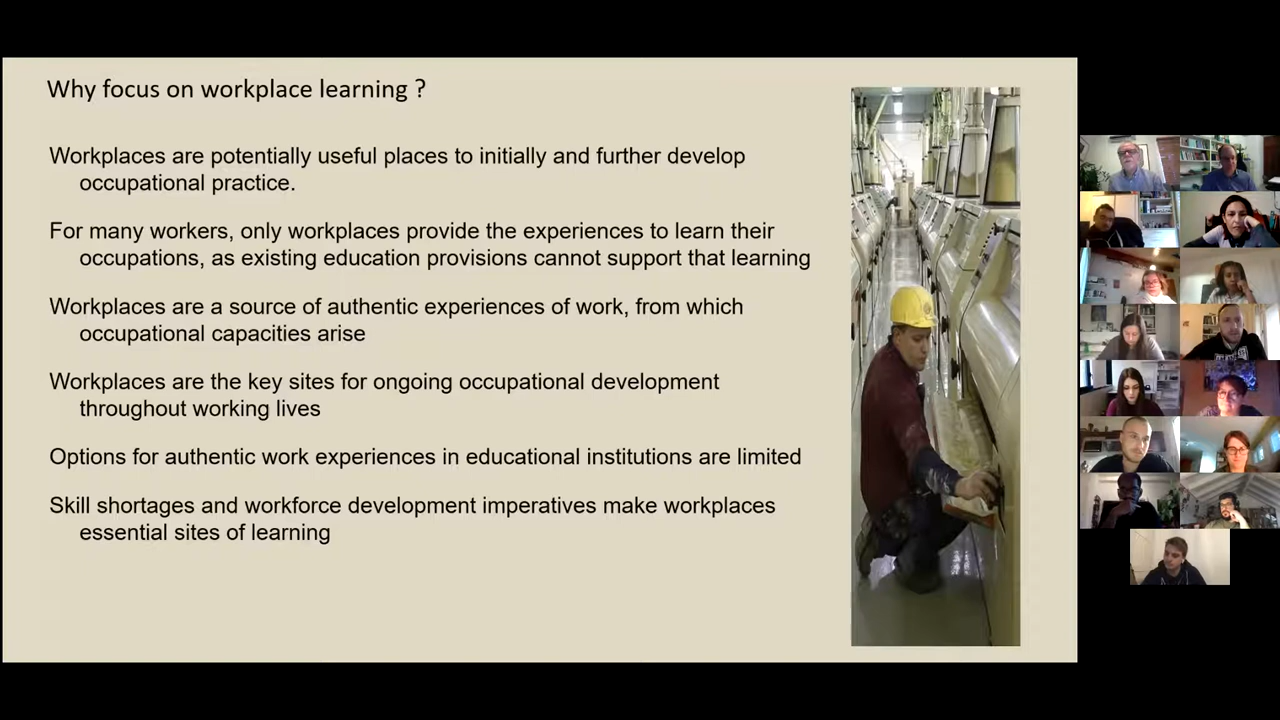 Why focus on workplace learning ?
Workplaces are potentially useful places to initially and further develop
occupational practice.
For many workers, only workplaces provide the experiences to learn their
occupations, as existing education provisions cannot support that learning
Workplaces are a source of authentic experiences of work, from which
occupational capacities arise
Workplaces are the key sites for ongoing occupational development
throughout working lives
Options for authentic work experiences in educational institutions are limited
Skill shortages and workforce development imperatives make workplaces
essential sites of learning